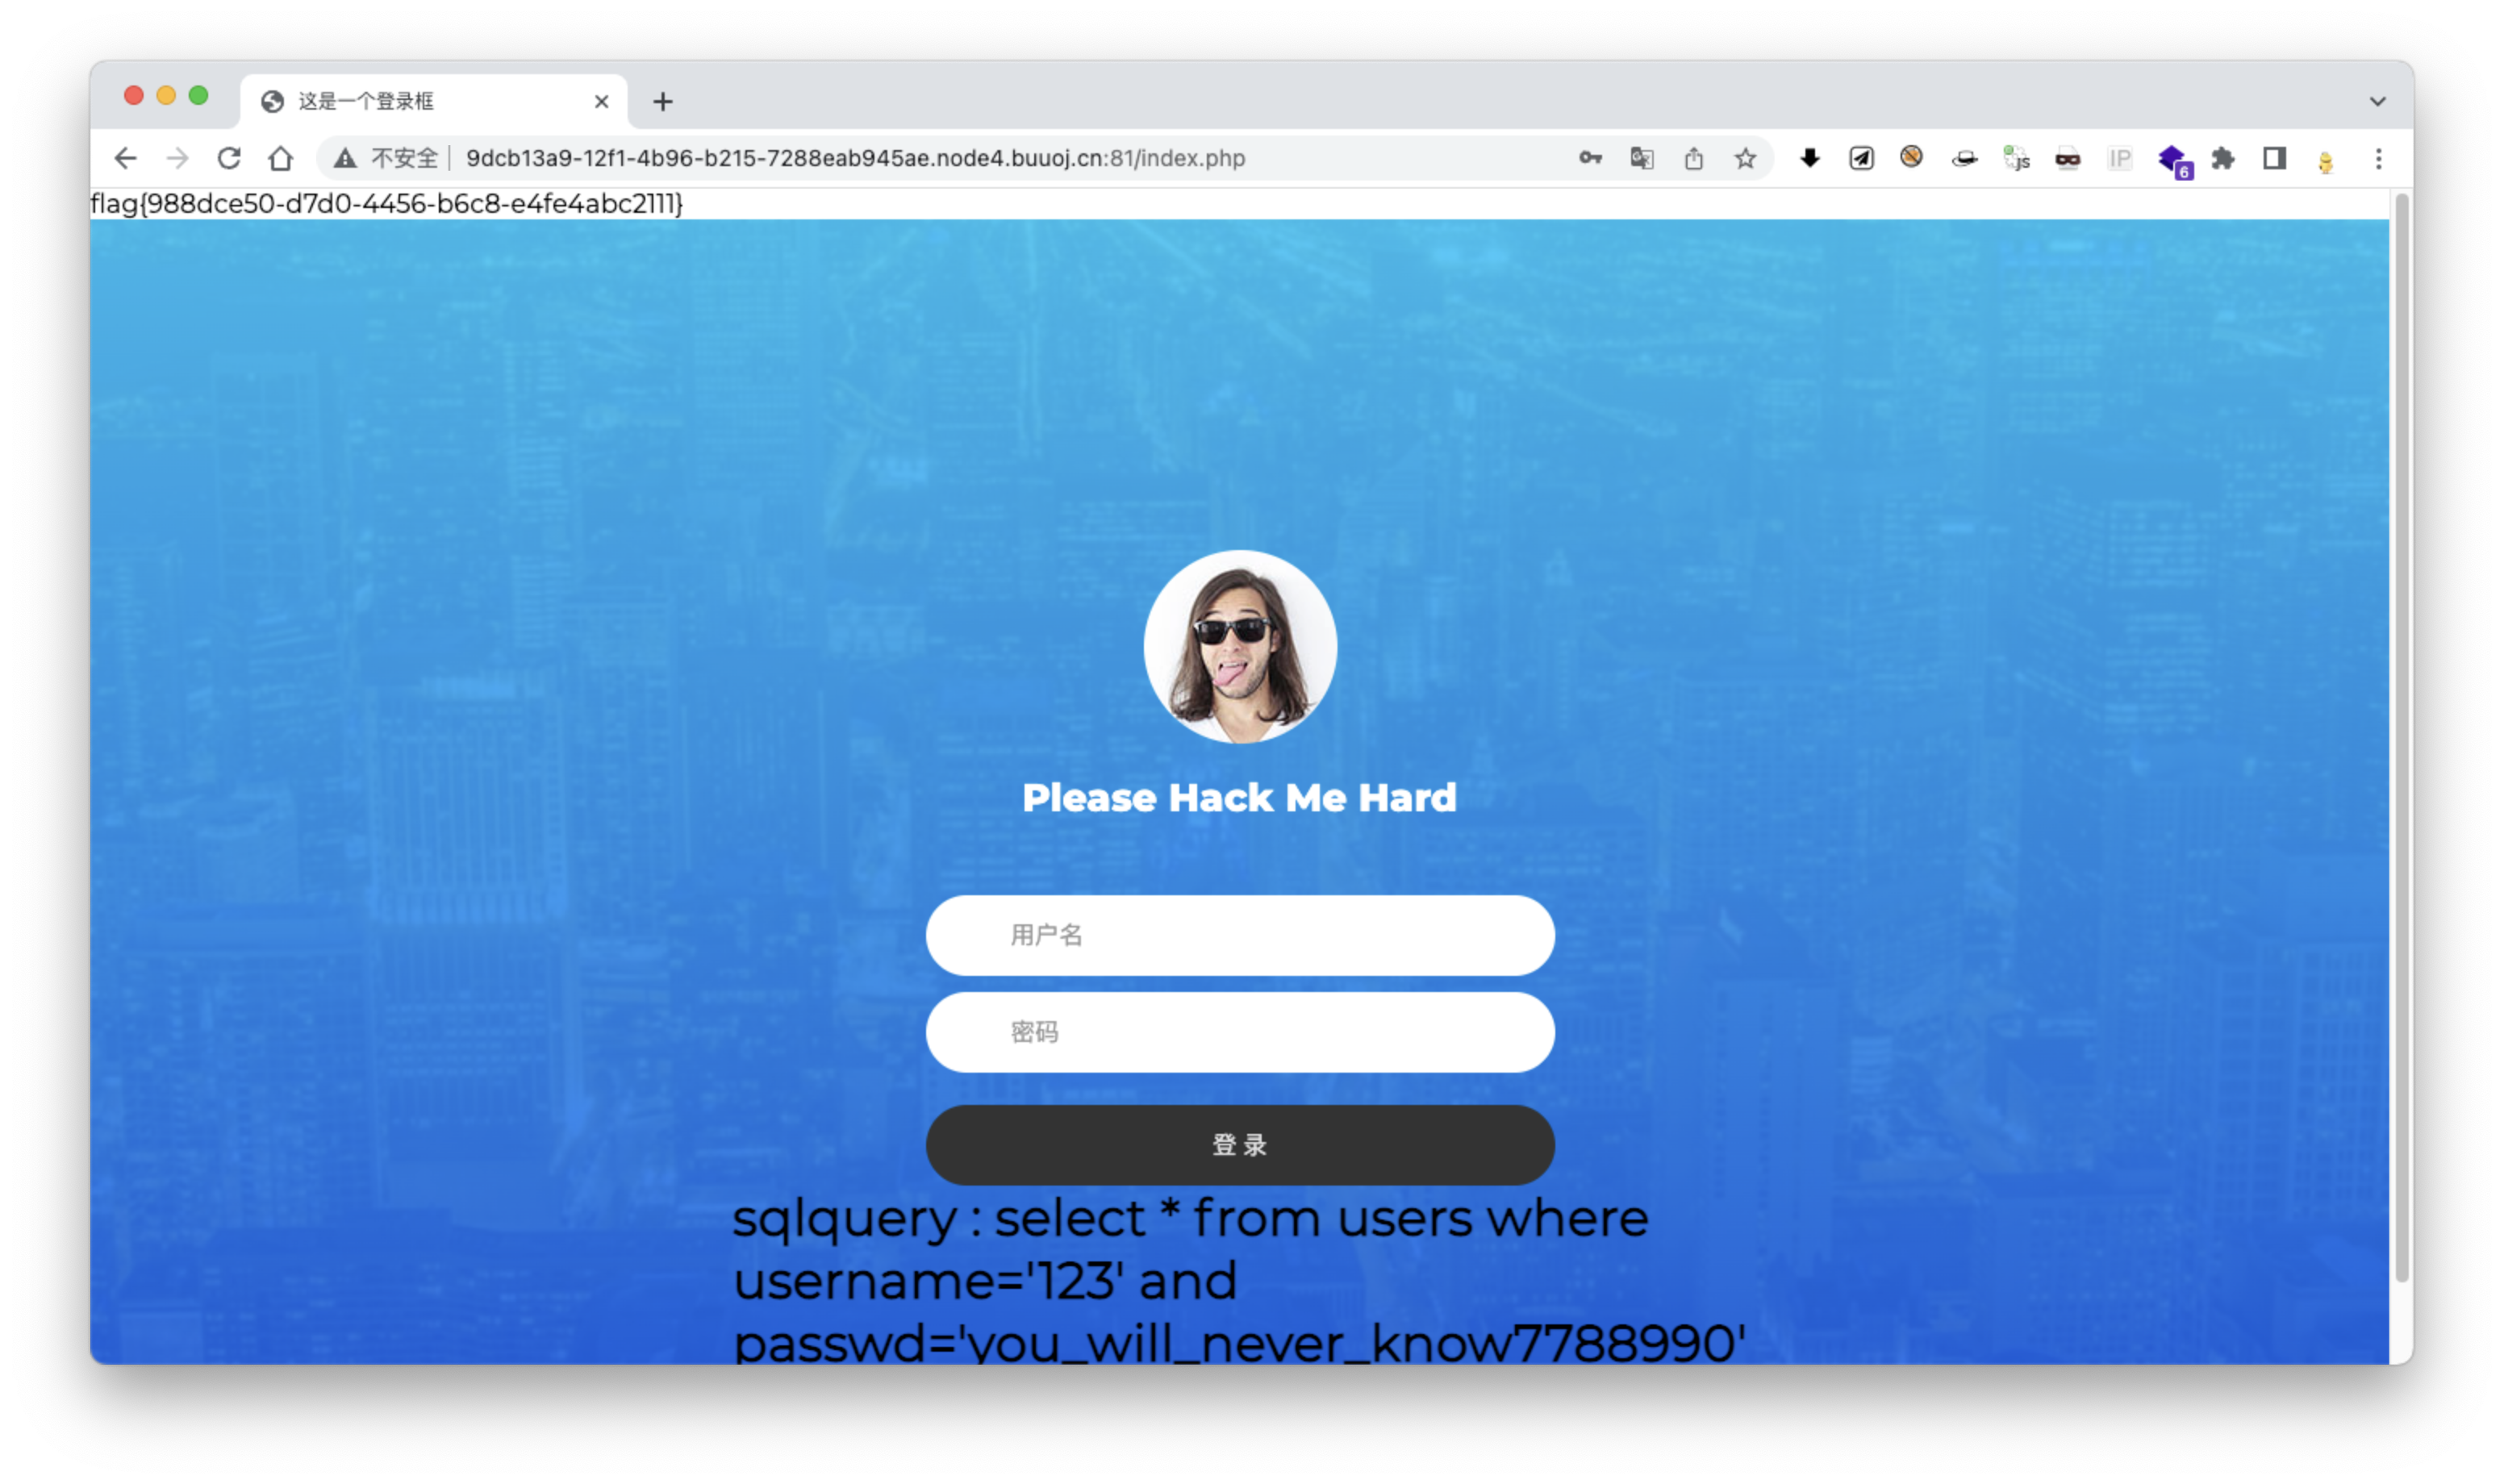 这是一个登录框
不安全 9dcb13a9-12f1-4b96-b215-7288eab945ae.node4.buuoj.cn:81/index.php
JS
IP
6
flag{988dce50-d7d0-4456-b6c8-e4fe4abc2111}
Please Hack Me Hard
用户名
密码
登 录
sqlquery : select * from users where
username='123' and
passwd='you_will_never_know7788990'